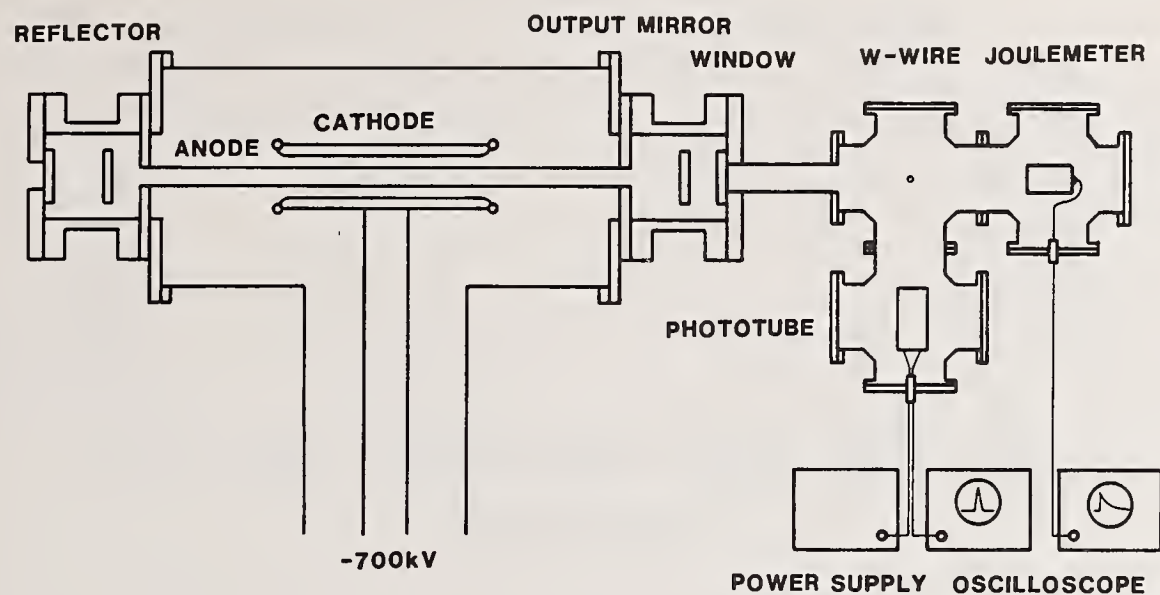 REFLECTOR
OUTPUT MIRROR
WINDOW
W-WIRE
JOULEMETER
CATHODE
ANODE
PHOTOTUBE
-700kV
POWER SUPPLY
OSCILLOSCOPE